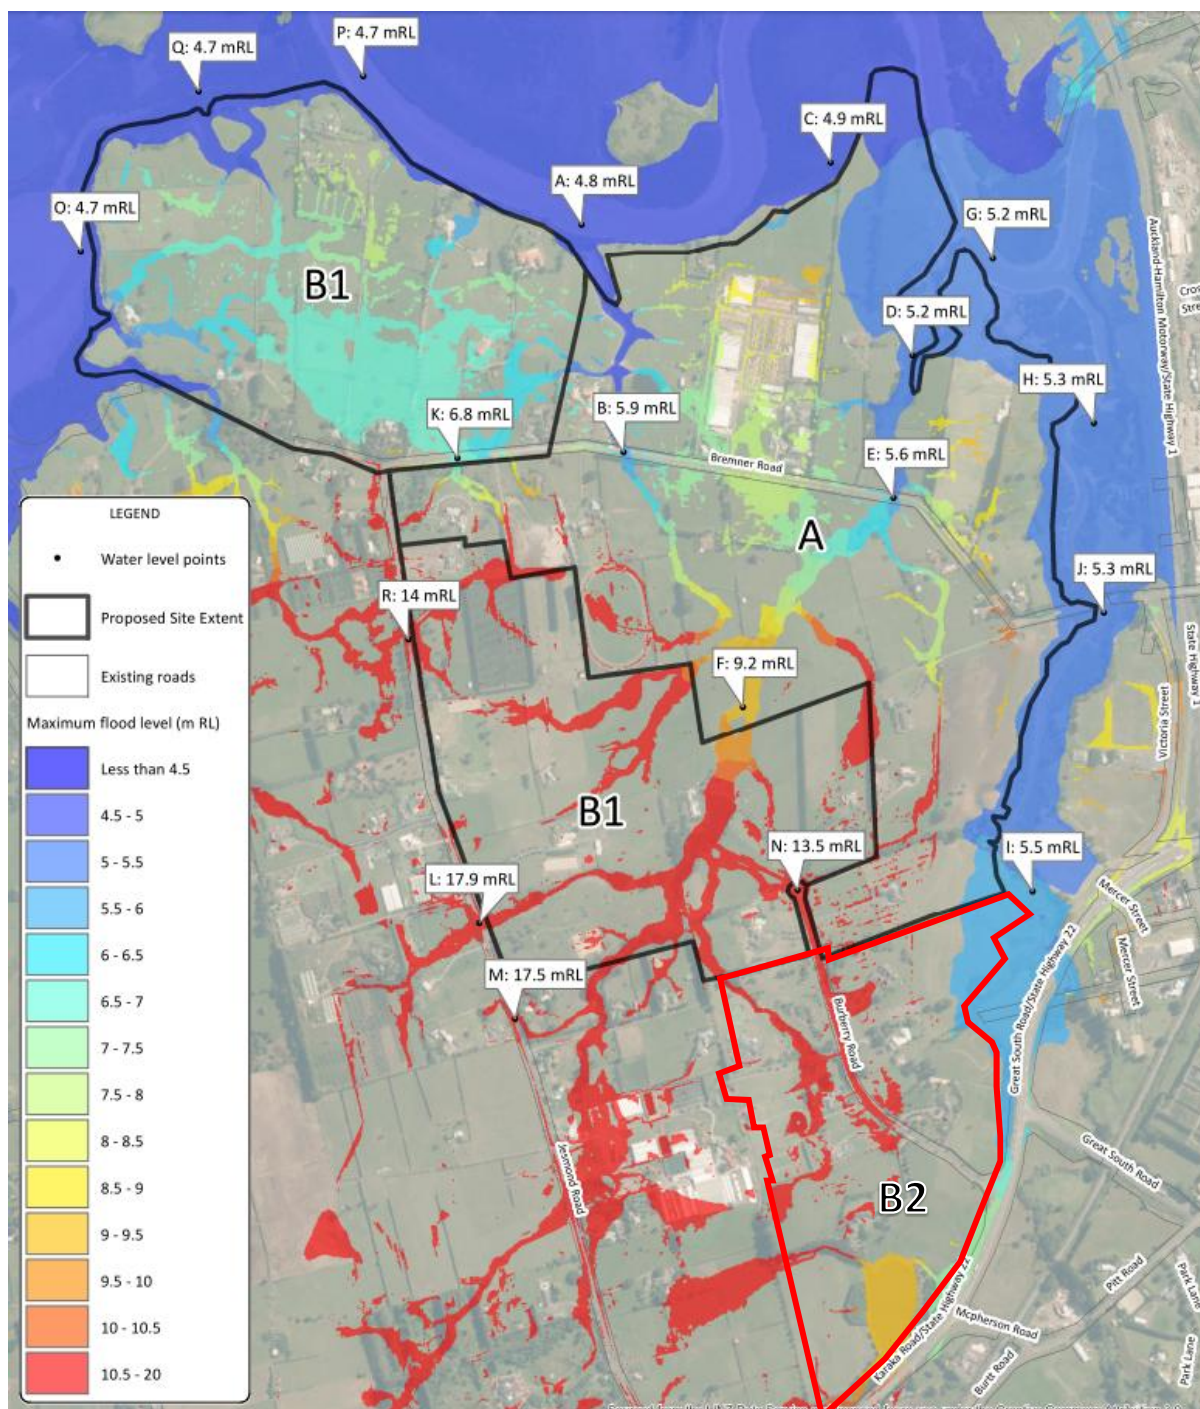 P: 4.7 mRL
Q: 4.7 mRL
C: 4.9 mRL
A: 4.8 mRL
O: 4.7 mRL
G: 5.2 mRL
Auckland-Hamilton Motorway/State Highway 1
B1
D: 5.2 mRL
H: 5.3 mRL
K: 6.8 mRL
B: 5.9 mRL
Bremner Road
E: 5.6 mRL
A
LEGEND
Water level points
Proposed Site Extent
Existing roads
Maximum flood level (m RL)
Less than 4.5
4.5 - 5
5 - 5.5
5.5 - 6
6 - 6.5
6.5 - 7
7 - 7.5
7.5 - 8
8 - 8.5
8.5 - 9
9 - 9.5
9.5 - 10
10 - 10.5
10.5 - 20
J: 5.3 mRL
R: 14 mRL
State Highway 1
F: 9.2 mRL
Victoria Street
B1
N: 13.5 mRL
I: 5.5 mRL
L: 17.9 mRL
Mercer Street
Mercer Street
M: 17.5 mRL
Great South Road/State Highway 22
Burberry Road
Jesmond Road
Great South Road
B2
Pitt Road
Park Lane
Karaka Road/State Highway 22
Mcpherson Road
Burtt Road
Park Lane